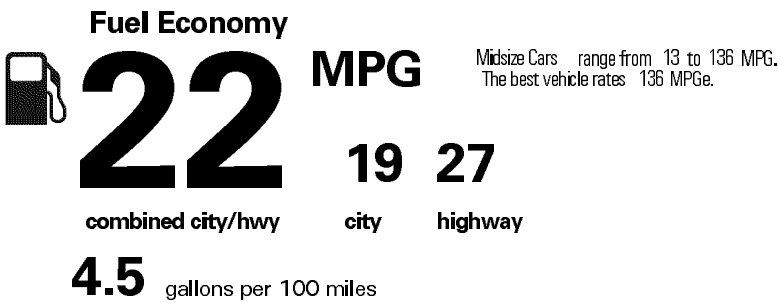 Fuel Economy
22 MPG
Midsize Cars range from 13 to 136 MPG.
The best vehicle rates 136 MPGe.
19 27
combined city/hwy city highway
4.5 gallons per 100 miles